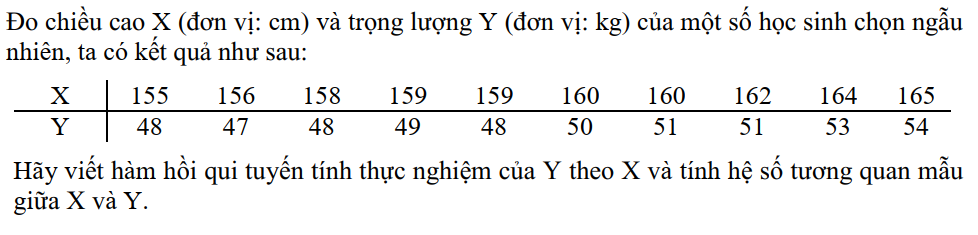 Đo chiều cao X (đơn vị: cm) và trọng lượng Y (đơn vị: kg) của một số học sinh chọn ngẫu
nhiên, ta có kết quả như sau:
X 155 156 158 159 159 160 160 162 164 165
Y 48 47 48 49 48 50 51 51 53 54
Hãy viết hàm hồi qui tuyến tính thực nghiệm của Y theo X và tính hệ số tương quan mẫu
giữa X và Y.